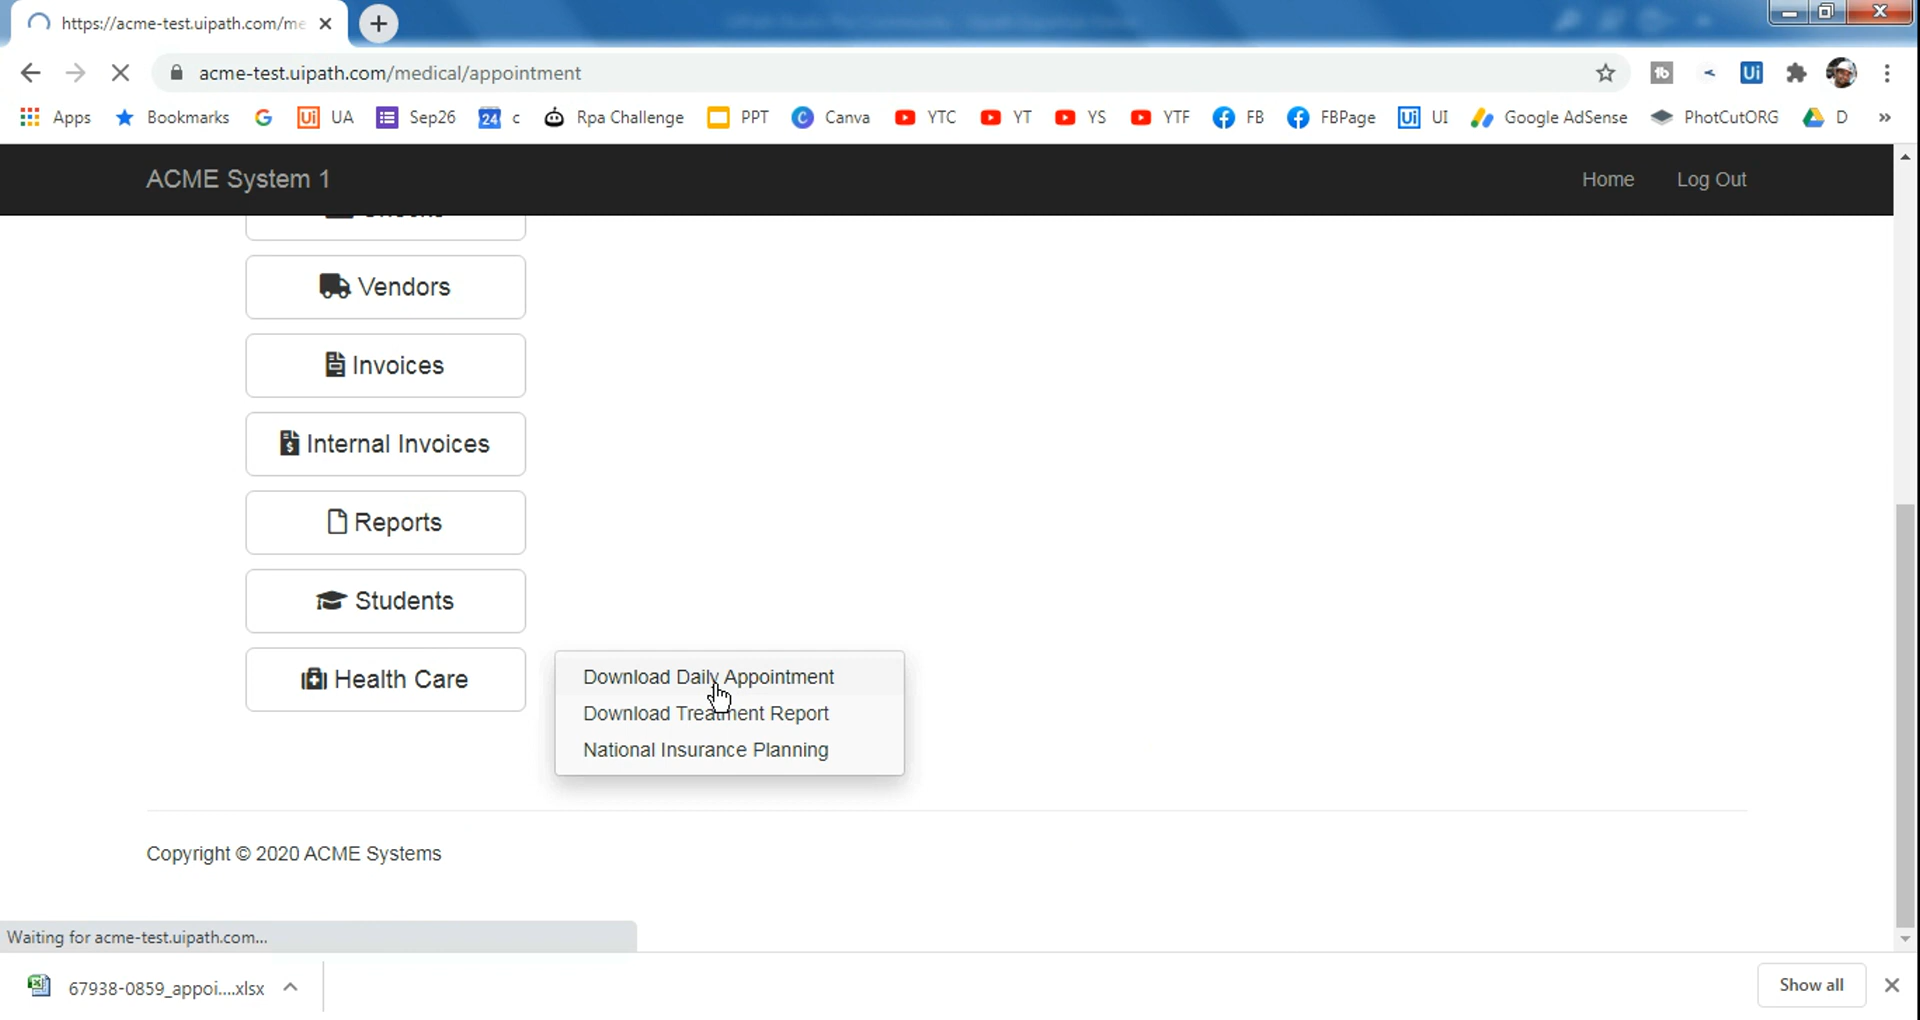 https://acme-test.uipath.com/me
acme-test.uipath.com/medical/appointment
Apps Bookmarks UA Sep26 24 c Rpa Challenge PPT Canva YTC YT YS YTF FB FBPage UI Google AdSense PhotCutORG D »
ACME System 1 Home Log Out
Vendors
Invoices
Internal Invoices
Reports
Students
Health Care
Download Daily Appointment
Download Treatment Report
National Insurance Planning
Copyright © 2020 ACME Systems
Waiting for acme-test.uipath.com...
67938-0859_appoi....xlsx Show all